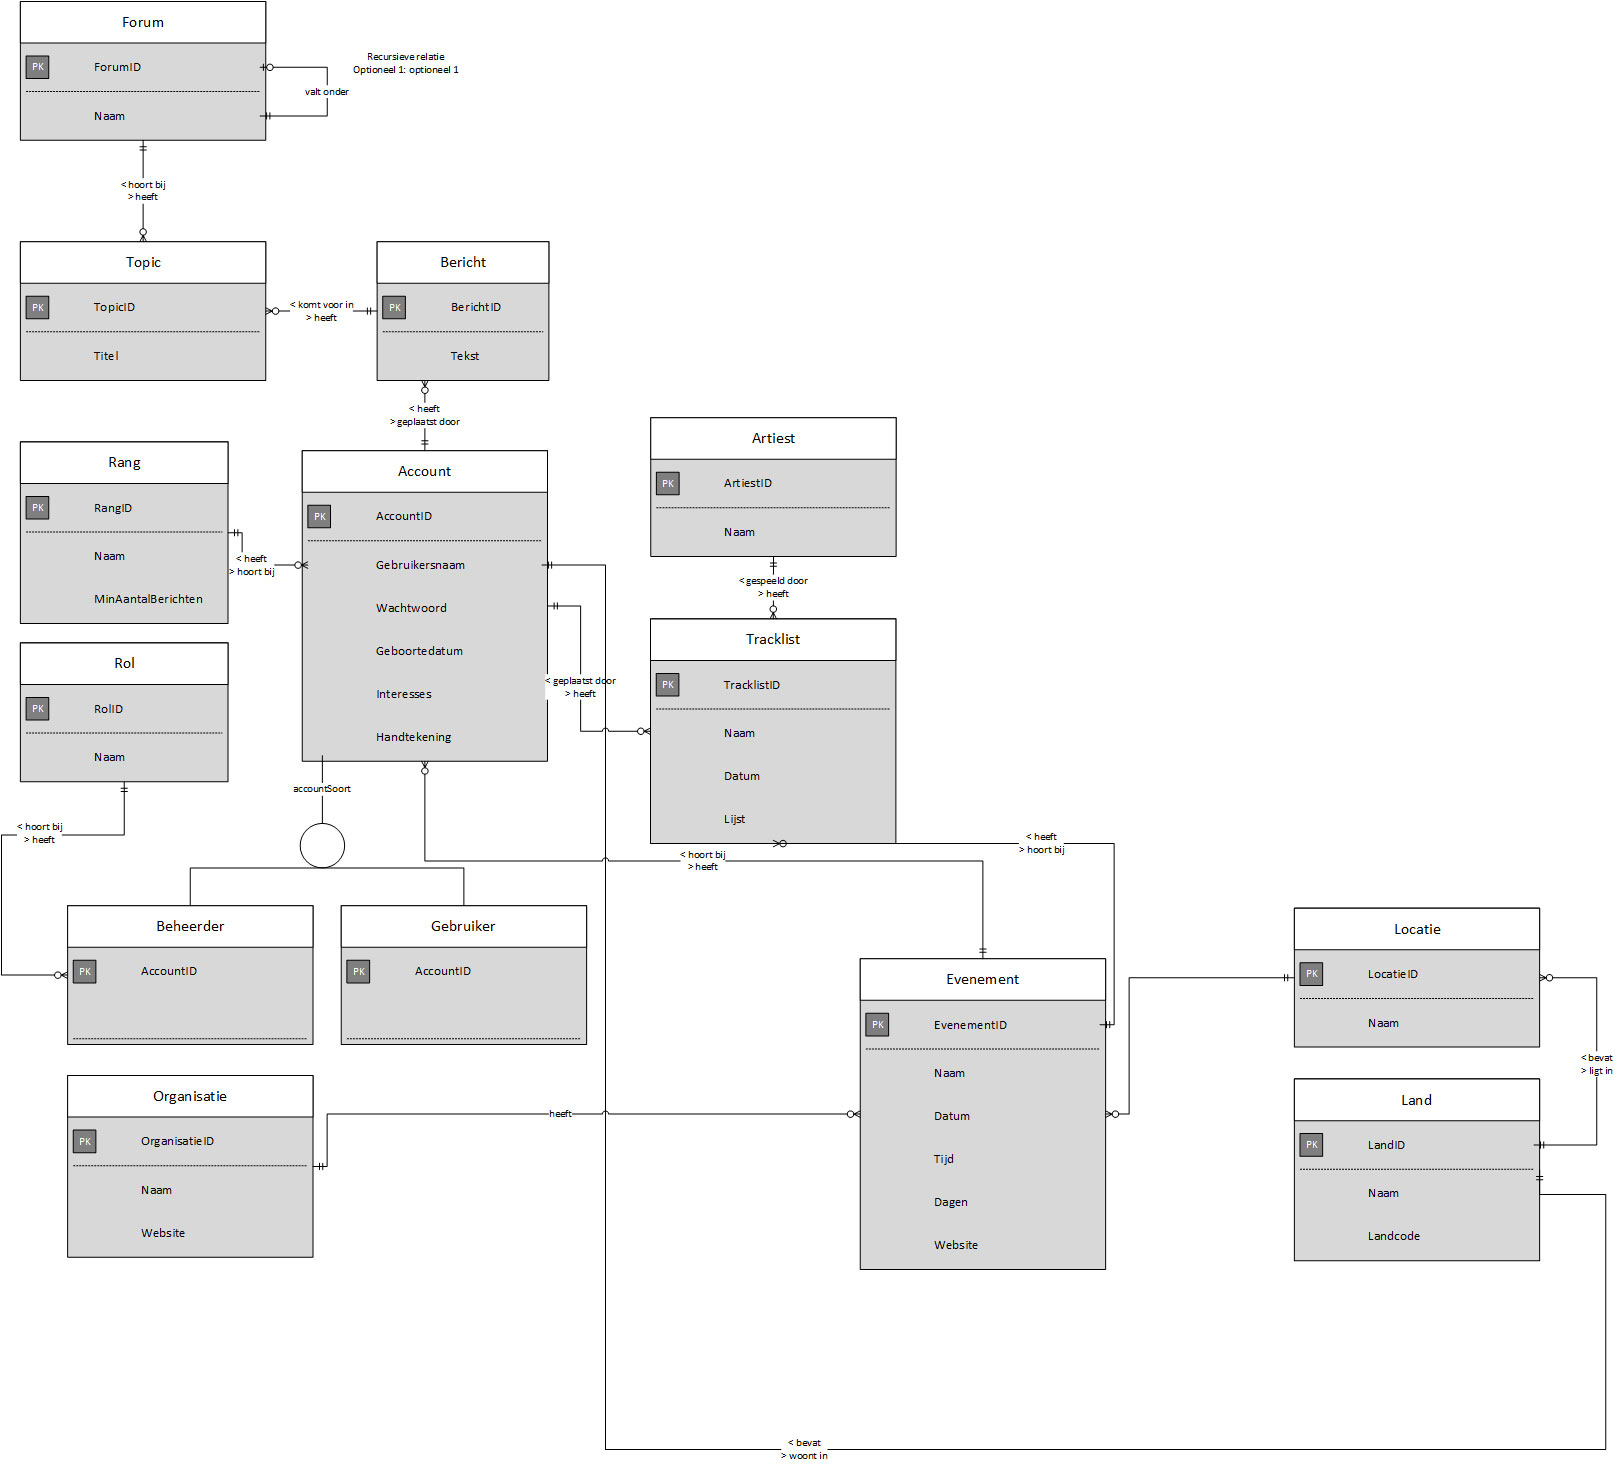 Forum
PK ForumID
Naam
Recursieve relatie
Optioneel 1: optioneel 1
valt onder
< hoort bij
> heeft
Topic
PK TopicID
Titel
< komt voor in
> heeft
Bericht
PK BerichtID
Tekst
< heeft
> geplaatst door
Rang
PK RangID
Naam
MinAantalBerichten
< heeft
> hoort bij
Account
PK AccountID
Gebruikersnaam
Wachtwoord
Geboortedatum
Interesses
Handtekening
Artiest
PK ArtiestID
Naam
< gespeeld door
> heeft
Rol
PK RolID
Naam
< geplaatst door
> heeft
Tracklist
PK TracklistID
Naam
Datum
Lijst
accountSoort
< hoort bij
> heeft
< hoort bij
> heeft
< heeft
> hoort bij
Beheerder
PK AccountID
Gebruiker
PK AccountID
Evenement
PK EvenementID
Naam
Datum
Tijd
Dagen
Website
Locatie
PK LocatieID
Naam
< bevat
> ligt in
Organisatie
PK OrganisatieID
Naam
Website
heeft
Land
PK LandID
Naam
Landcode
< bevat
> woont in